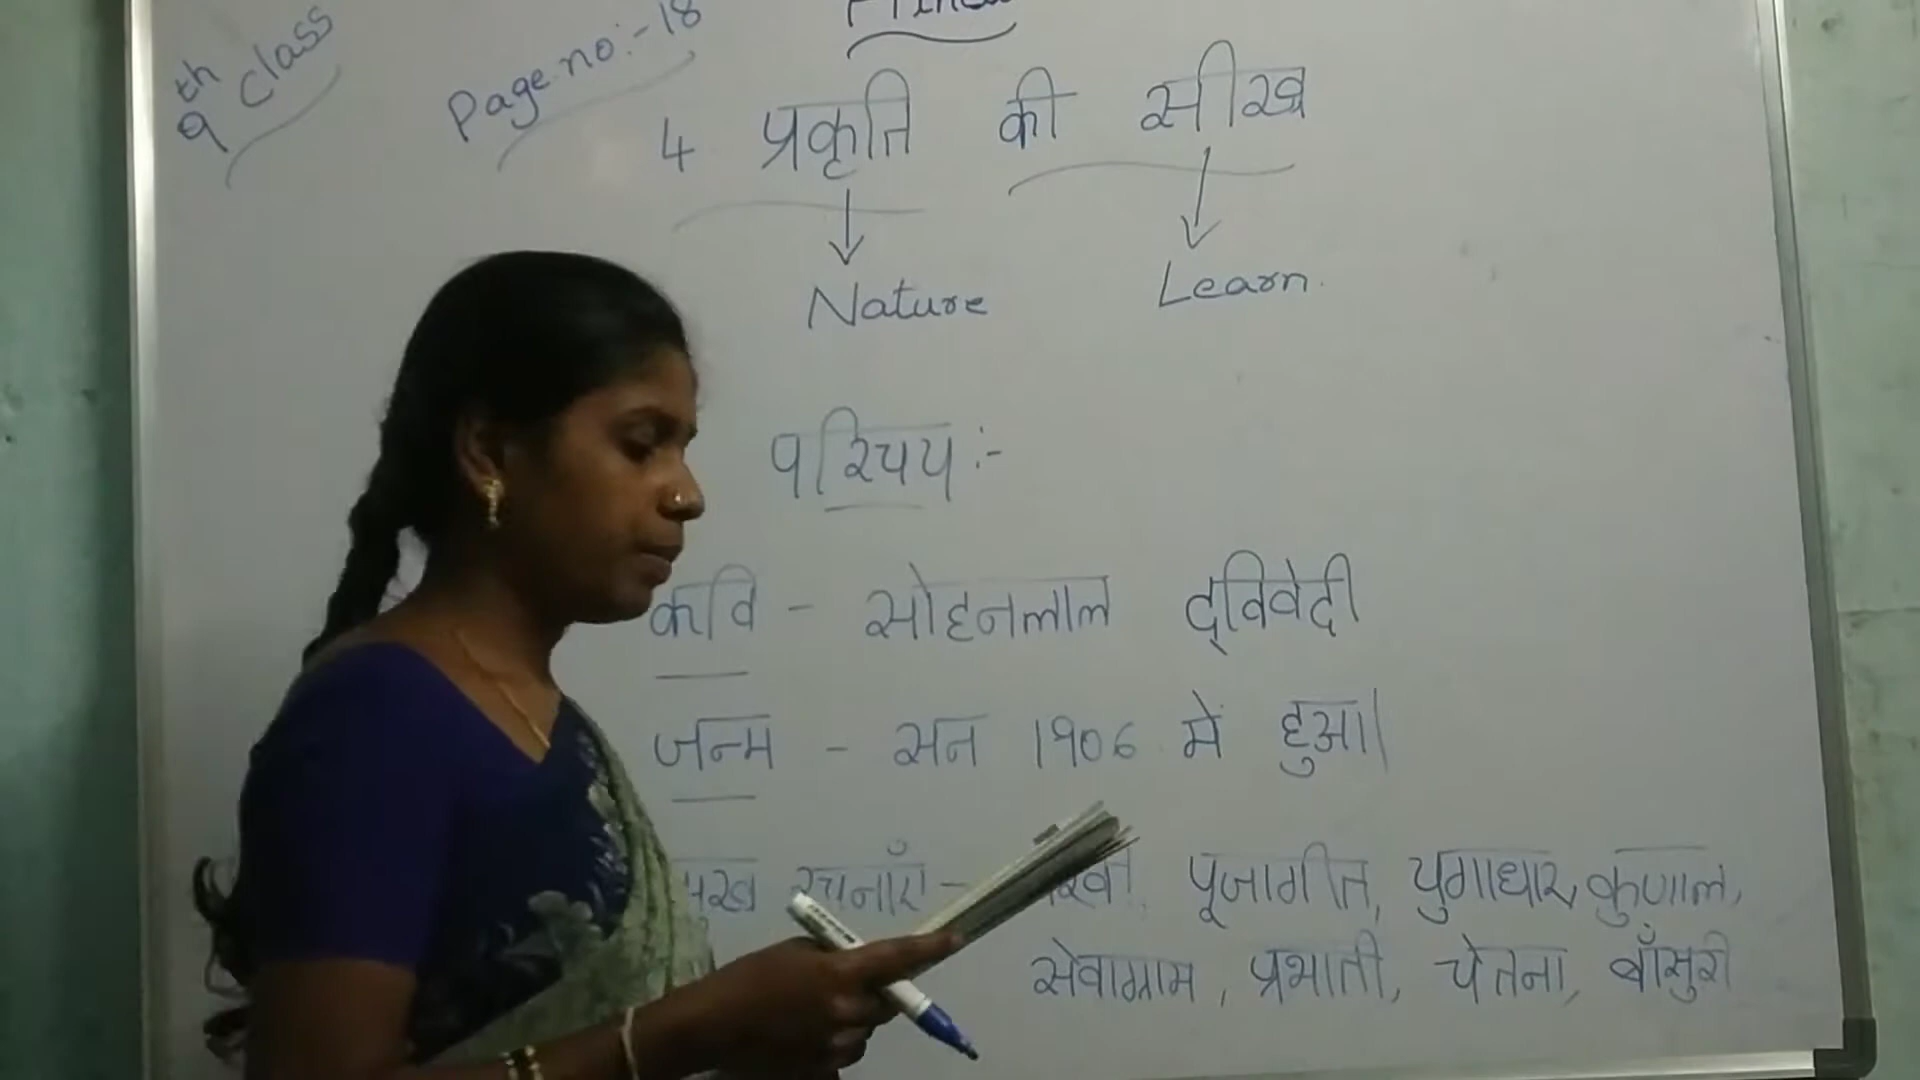 9th Class
Page no:-18
4 प्रकृति की सीख
Nature
Learn.
परिचय :-
कवि - सोहनलाल द्विवेदी
जन्म - सन 1906 में हुआ।
रचनाएँ - पूजागीत, युगाधार, कुणाल,
सेवाग्राम, प्रभाती, चेतना, बाँसुरी